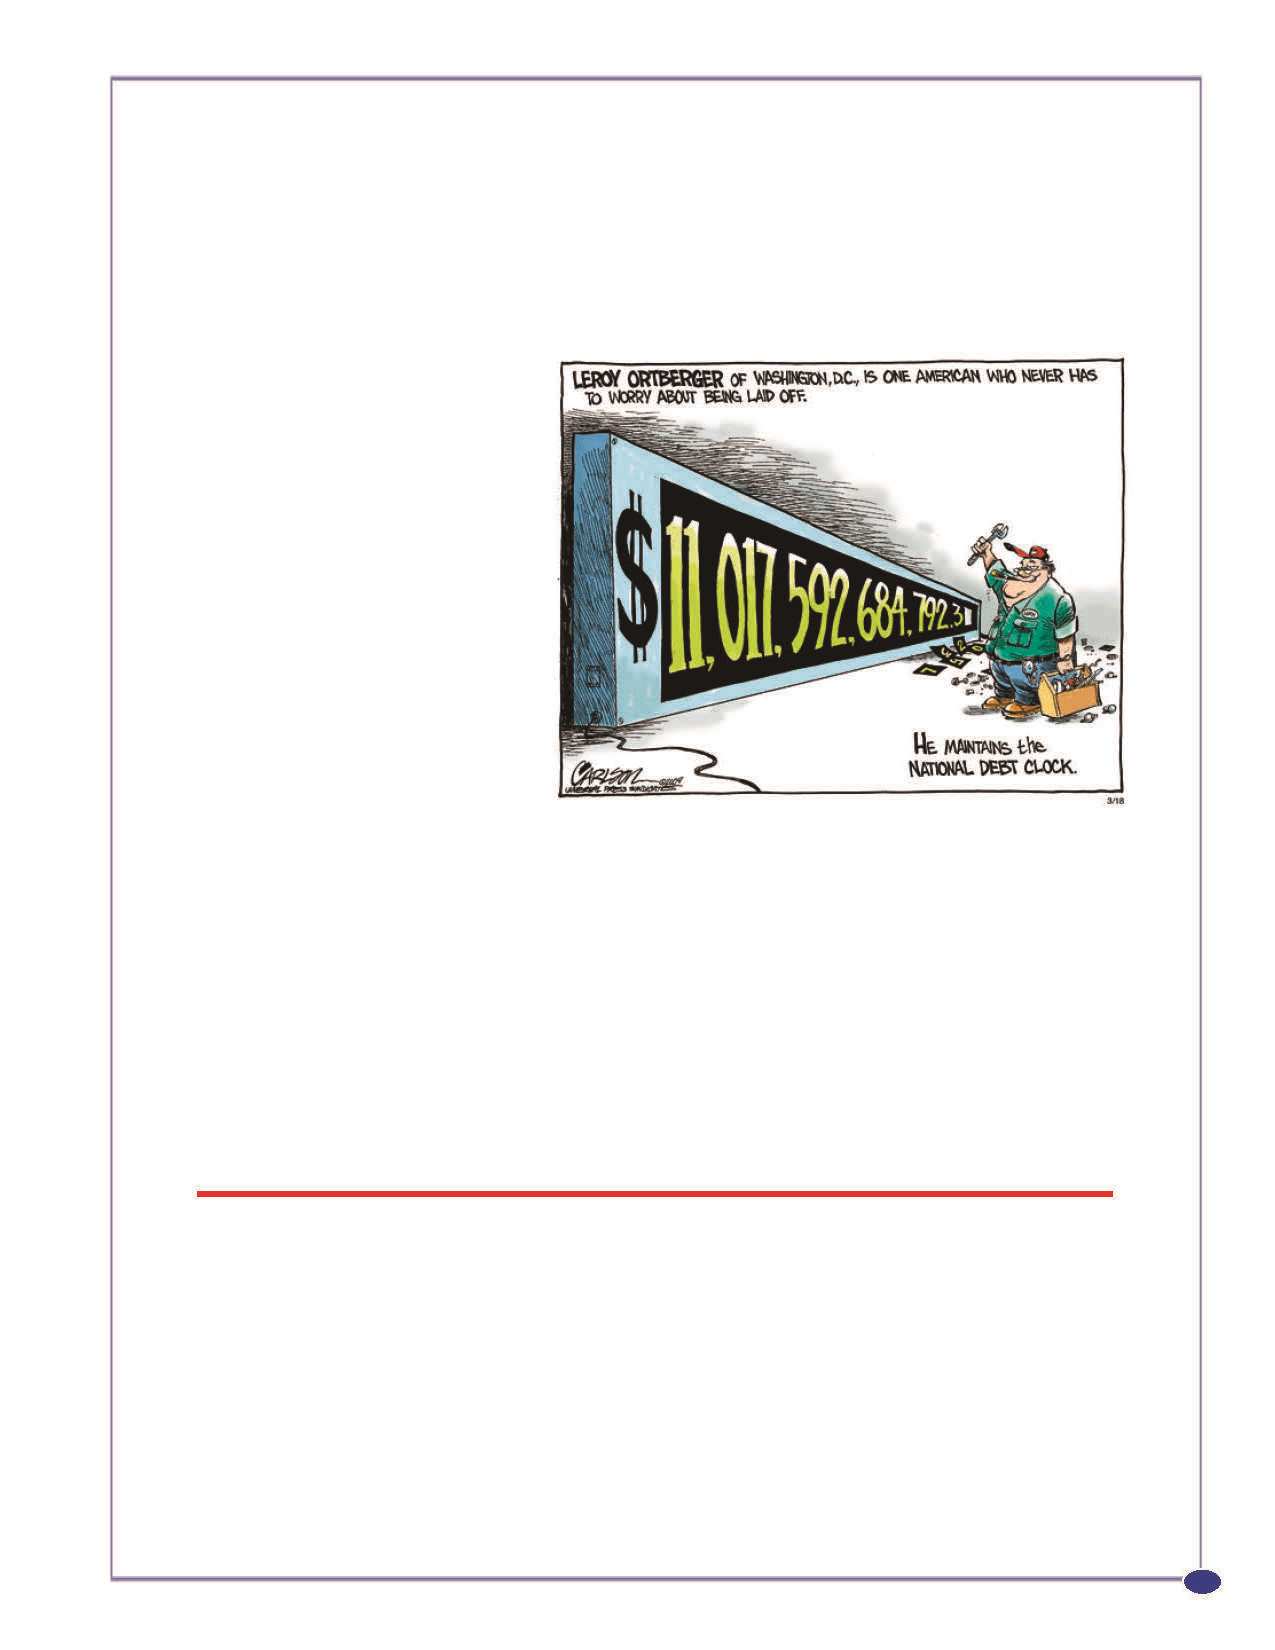 LEROY ORTBERGER OF WASHINGTON, D.C., IS ONE AMERICAN WHO NEVER HAS
TO WORRY ABOUT BEING LAID OFF.
$11,017,592,684,792.3
HE MAINTAINS the
NATIONAL DEBT CLOCK.
CARLSON
UNIVERSAL PRESS SYNDICATE
3/18